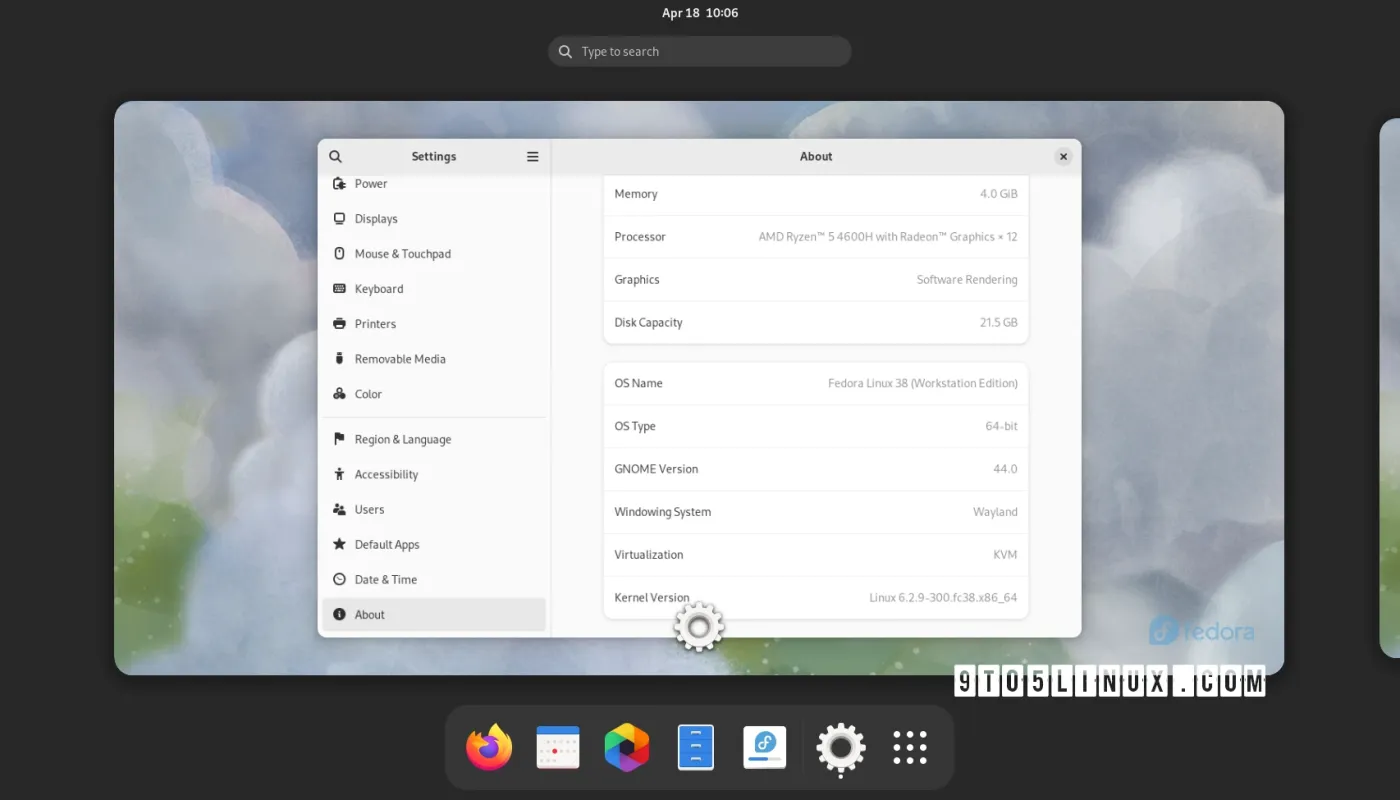 Apr 18 10:06
Type to search
Settings
About
Power
Displays
Mouse & Touchpad
Keyboard
Printers
Removable Media
Color
Region & Language
Accessibility
Users
Default Apps
Date & Time
About
Memory 4.0 GiB
Processor AMD Ryzen™ 5 4600H with Radeon™ Graphics × 12
Graphics Software Rendering
Disk Capacity 21.5 GB
OS Name Fedora Linux 38 (Workstation Edition)
OS Type 64-bit
GNOME Version 44.0
Windowing System Wayland
Virtualization KVM
Kernel Version Linux 6.2.9-300.fc38.x86_64
fedora
9TO5LINUX.COM